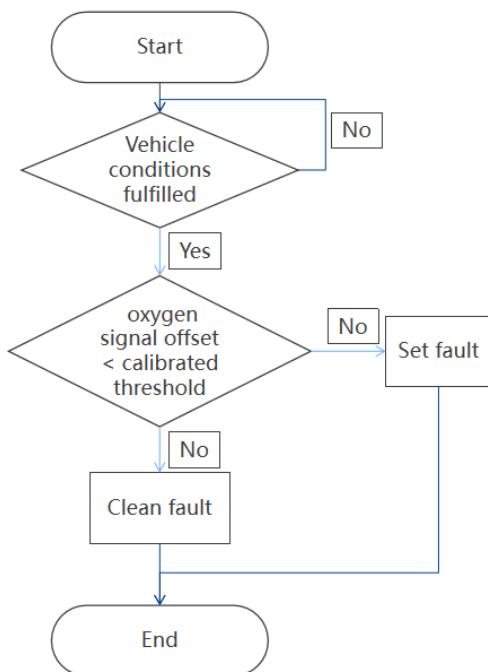 Start
No
Vehicle
conditions
fulfilled
Yes
oxygen
signal offset
< calibrated
threshold
No
Set fault
No
Clean fault
End